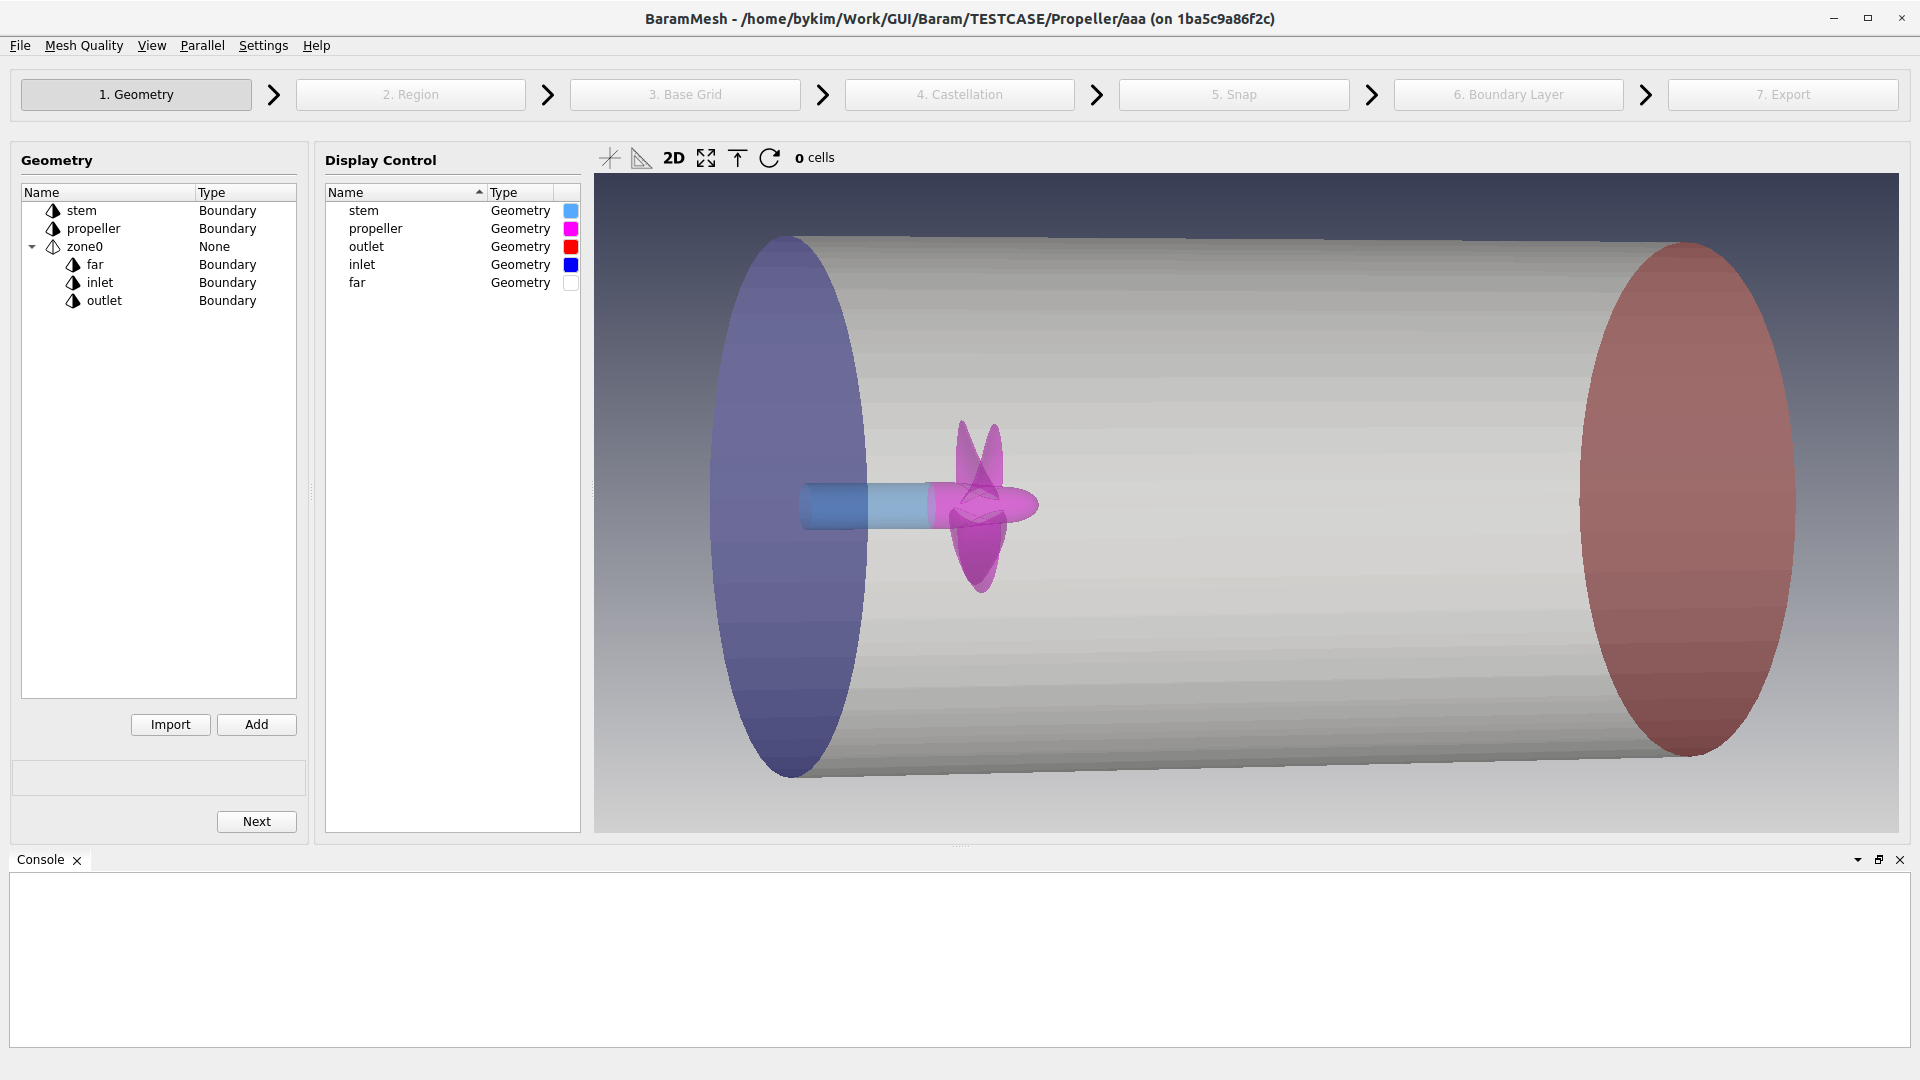 BaramMesh - /home/bykim/Work/GUI/Baram/TESTCASE/Propeller/aaa (on 1ba5c9a86f2c)
File Mesh Quality View Parallel Settings Help
1. Geometry 2. Region 3. Base Grid 4. Castellation 5. Snap 6. Boundary Layer 7. Export
Geometry
Name Type
stem Boundary
propeller Boundary
zone0 None
far Boundary
inlet Boundary
outlet Boundary
Import Add
Next
Display Control
Name Type
stem Geometry
propeller Geometry
outlet Geometry
inlet Geometry
far Geometry
2D 0 cells
Console